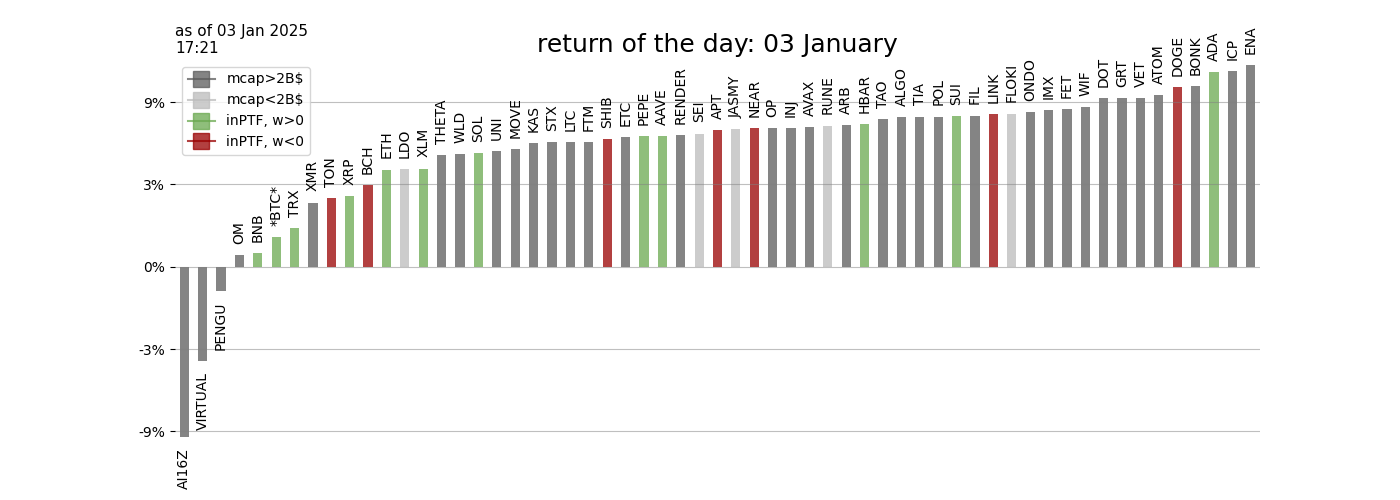 as of 03 Jan 2025
17:21
return of the day: 03 January
mcap>2B$
mcap<2B$
inPTF, w>0
inPTF, w<0
9%
3%
0%
-3%
-9%
AI16Z
VIRTUAL
PENGU
OM
BNB
*BTC*
TRX
XMR
TON
XRP
BCH
ETH
LDO
XLM
THETA
WLD
SOL
UNI
MOVE
KAS
STX
LTC
FTM
SHIB
ETC
PEPE
AAVE
RENDER
SEI
APT
JASMY
NEAR
OP
INJ
AVAX
RUNE
ARB
HBAR
TAO
ALGO
TIA
POL
SUI
FIL
LINK
FLOKI
ONDO
IMX
FET
WIF
DOT
GRT
VET
ATOM
DOGE
BONK
ADA
ICP
ENA